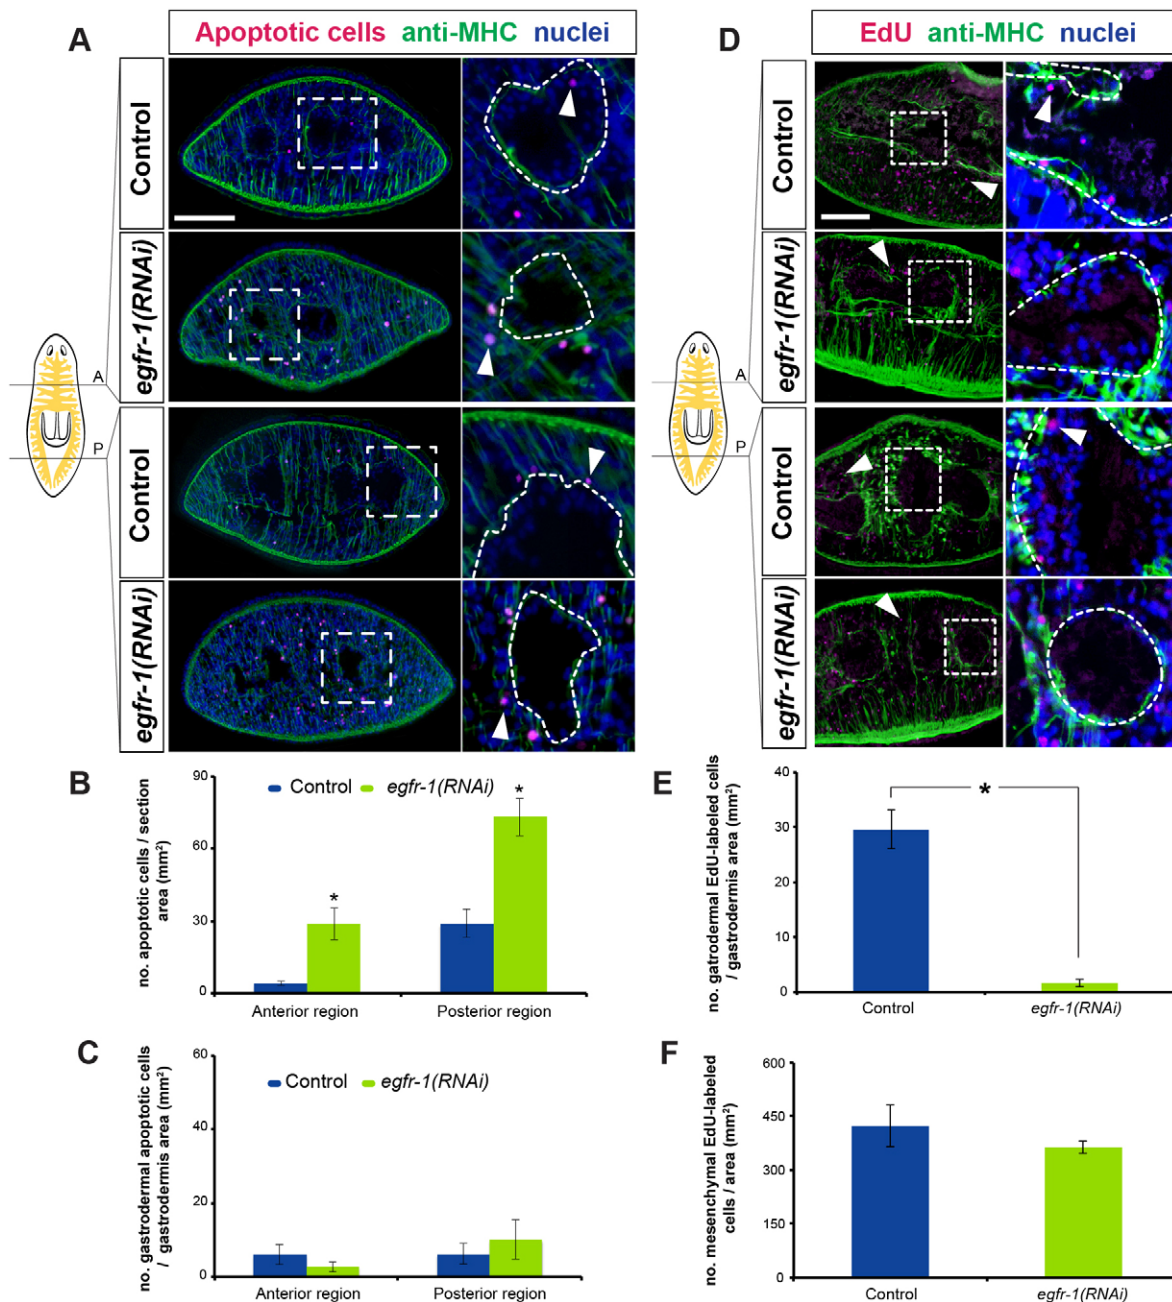 A
Apoptotic cells anti-MHC nuclei
Control
egfr-1(RNAi)
Control
egfr-1(RNAi)
A
P
D
EdU anti-MHC nuclei
Control
egfr-1(RNAi)
Control
egfr-1(RNAi)
A
P
B
no. apoptotic cells / section
area (mm²)
90
60
30
0
Control egfr-1(RNAi)
*
*
Anterior region Posterior region
C
no. gastrodermal apoptotic cells
/ gastrodermis area (mm²)
60
40
20
0
Control egfr-1(RNAi)
Anterior region Posterior region
E
no. gatrodermal EdU-labeled cells
/ gastrodermis area (mm²)
40
30
20
10
0
*
Control egfr-1(RNAi)
F
no. mesenchymal EdU-labeled
cells / area (mm²)
600
450
300
150
0
Control egfr-1(RNAi)